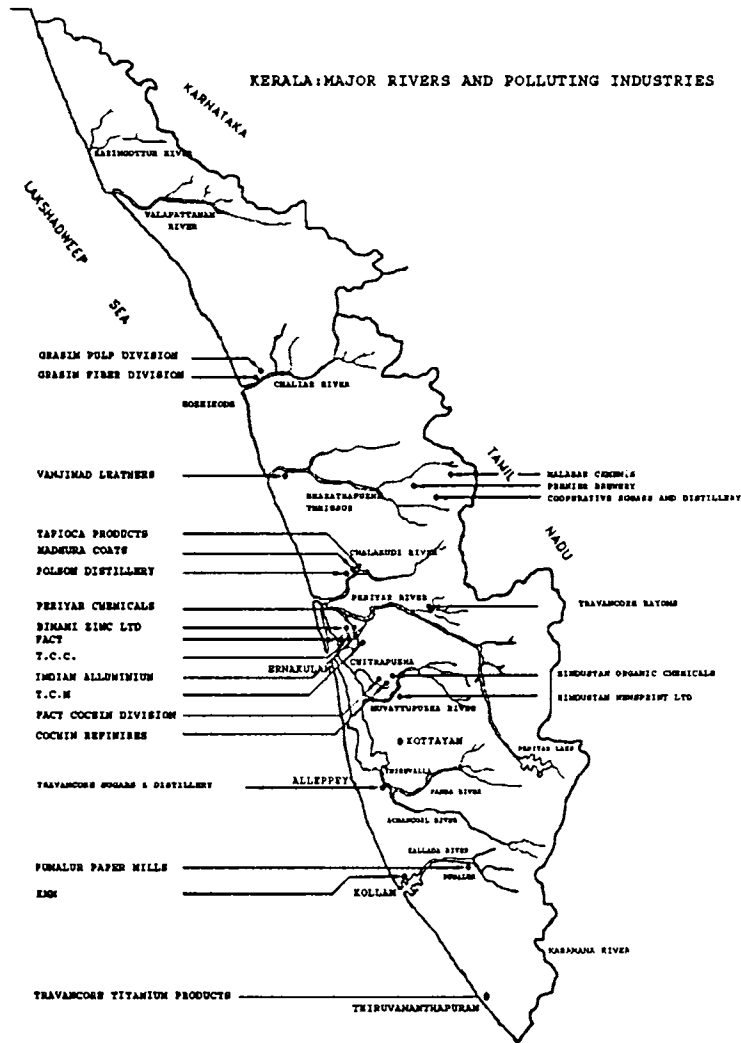 KERALA:MAJOR RIVERS AND POLLUTING INDUSTRIES
KARNATAKA
LAKSHADWEEP
SEA
VALAPATTANAM
RIVER
GRASIM PULP DIVISION
GRASIM FIBER DIVISION
CHALIAR RIVER
KOZHIKODE
TAMIL
NADU
VANJINAD LEATHERS
MALABAR CEMENTS
PREMIER BREWERY
COOPERATIVE SUGARS AND DISTILLERY
BHARATHAPUZHA
THRISSUR
TAPIOCA PRODUCTS
MADHURA COATS
POLSON DISTILLERY
CHALAKUDI RIVER
PERIYAR RIVER
PERIYAR CHEMICALS
TRAVANCORE RAYONS
BINANI ZINC LTD
FACT
T.C.C.
ERNAKULAM
CHITRAPUZHA
INDIAN ALLUMINIUM
HINDUSTAN ORGANIC CHEMICALS
T.C.M
HINDUSTAN NEWSPRINT LTD
MUVATTUPUZHA RIVER
FACT COCHIN DIVISION
COCHIN REFINIRES
KOTTAYAM
PERIYAR LAKE
THIRUVALLA
ALLEPPEY
TRAVANCORE SUGARS & DISTILLERY
PAMBA RIVER
ACHANCOIL RIVER
KALLADA RIVER
PUNALUR PAPER MILLS
PUNALUR
KMM
KOLLAM
KARAMANA RIVER
TRAVANCORE TITANIUM PRODUCTS
THIRUVANANTHAPURAM